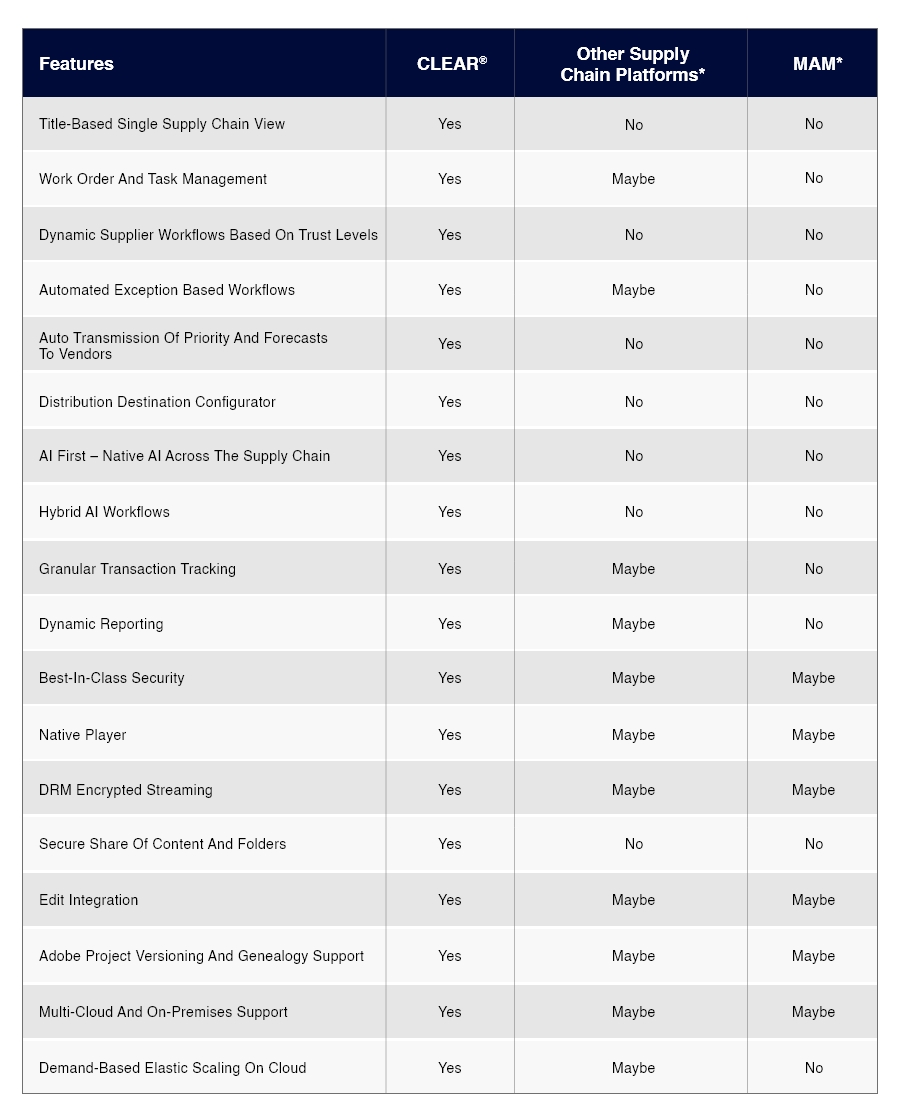 Features CLEAR® Other Supply Chain Platforms* MAM*
Title-Based Single Supply Chain View Yes No No
Work Order And Task Management Yes Maybe No
Dynamic Supplier Workflows Based On Trust Levels Yes No No
Automated Exception Based Workflows Yes Maybe No
Auto Transmission Of Priority And Forecasts
To Vendors Yes No No
Distribution Destination Configurator Yes No No
AI First – Native AI Across The Supply Chain Yes No No
Hybrid AI Workflows Yes No No
Granular Transaction Tracking Yes Maybe No
Dynamic Reporting Yes Maybe No
Best-In-Class Security Yes Maybe Maybe
Native Player Yes Maybe Maybe
DRM Encrypted Streaming Yes Maybe Maybe
Secure Share Of Content And Folders Yes No No
Edit Integration Yes Maybe Maybe
Adobe Project Versioning And Genealogy Support Yes Maybe Maybe
Multi-Cloud And On-Premises Support Yes Maybe Maybe
Demand-Based Elastic Scaling On Cloud Yes Maybe No